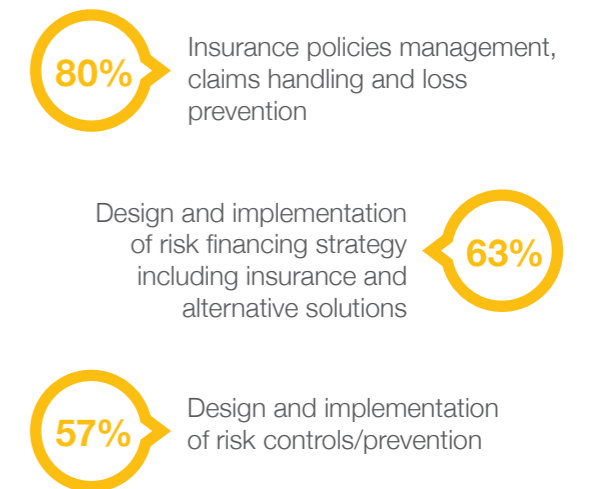 80%
Insurance policies management,
claims handling and loss
prevention
Design and implementation
of risk financing strategy
including insurance and
alternative solutions
63%
57%
Design and implementation
of risk controls/prevention